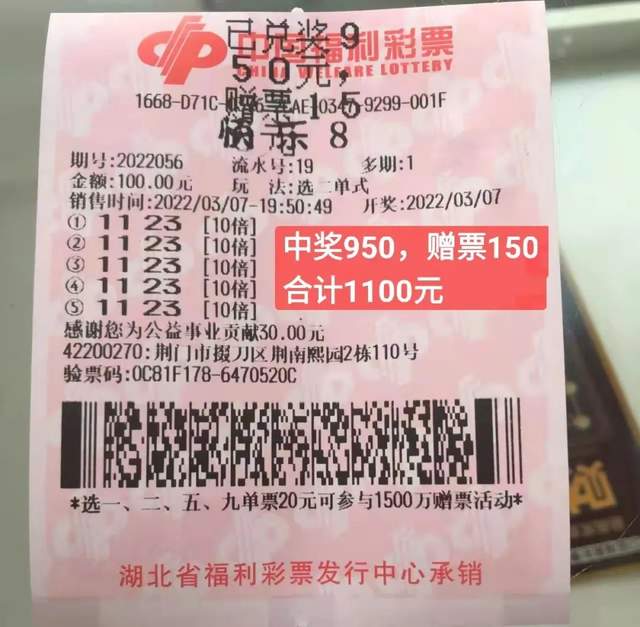 已兑奖9
50元,
赠票15
中国福利彩票
CHINA WELFARE LOTTERY
1668-D71C- -9299-001F
快乐8
期号:2022056 流水号:19 多期:1
金额:100.00元 玩 法:选二单式
销售时间:2022/03/07-19:50:49 开奖:2022/03/07
① 11 23 [10倍]
② 11 23 [10倍]
③ 11 23 [10倍]
④ 11 23 [10倍]
⑤ 11 23 [10倍]
中奖950，赠票150
合计1100元
感谢您为公益事业贡献30.00元
42200270:荆门市掇刀区荆南熙园2栋110号
验票码:0C81F178-6470520C
*选一、二、五、九单票20元可参与1500万赠票活动*
湖北省福利彩票发行中心承销